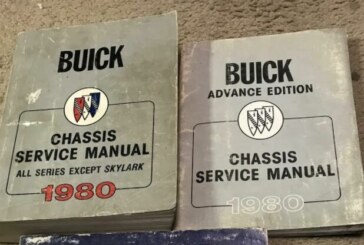 BUICK
CHASSIS
SERVICE MANUAL
ALL SERIES EXCEPT SKYLARK
1980
BUICK
ADVANCE EDITION
CHASSIS
SERVICE MANUAL
1980